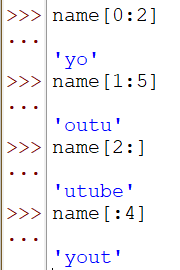 >>> name[0:2]
...
'yo'
>>> name[1:5]
...
'outu'
>>> name[2:]
...
'utube'
>>> name[:4]
...
'yout'